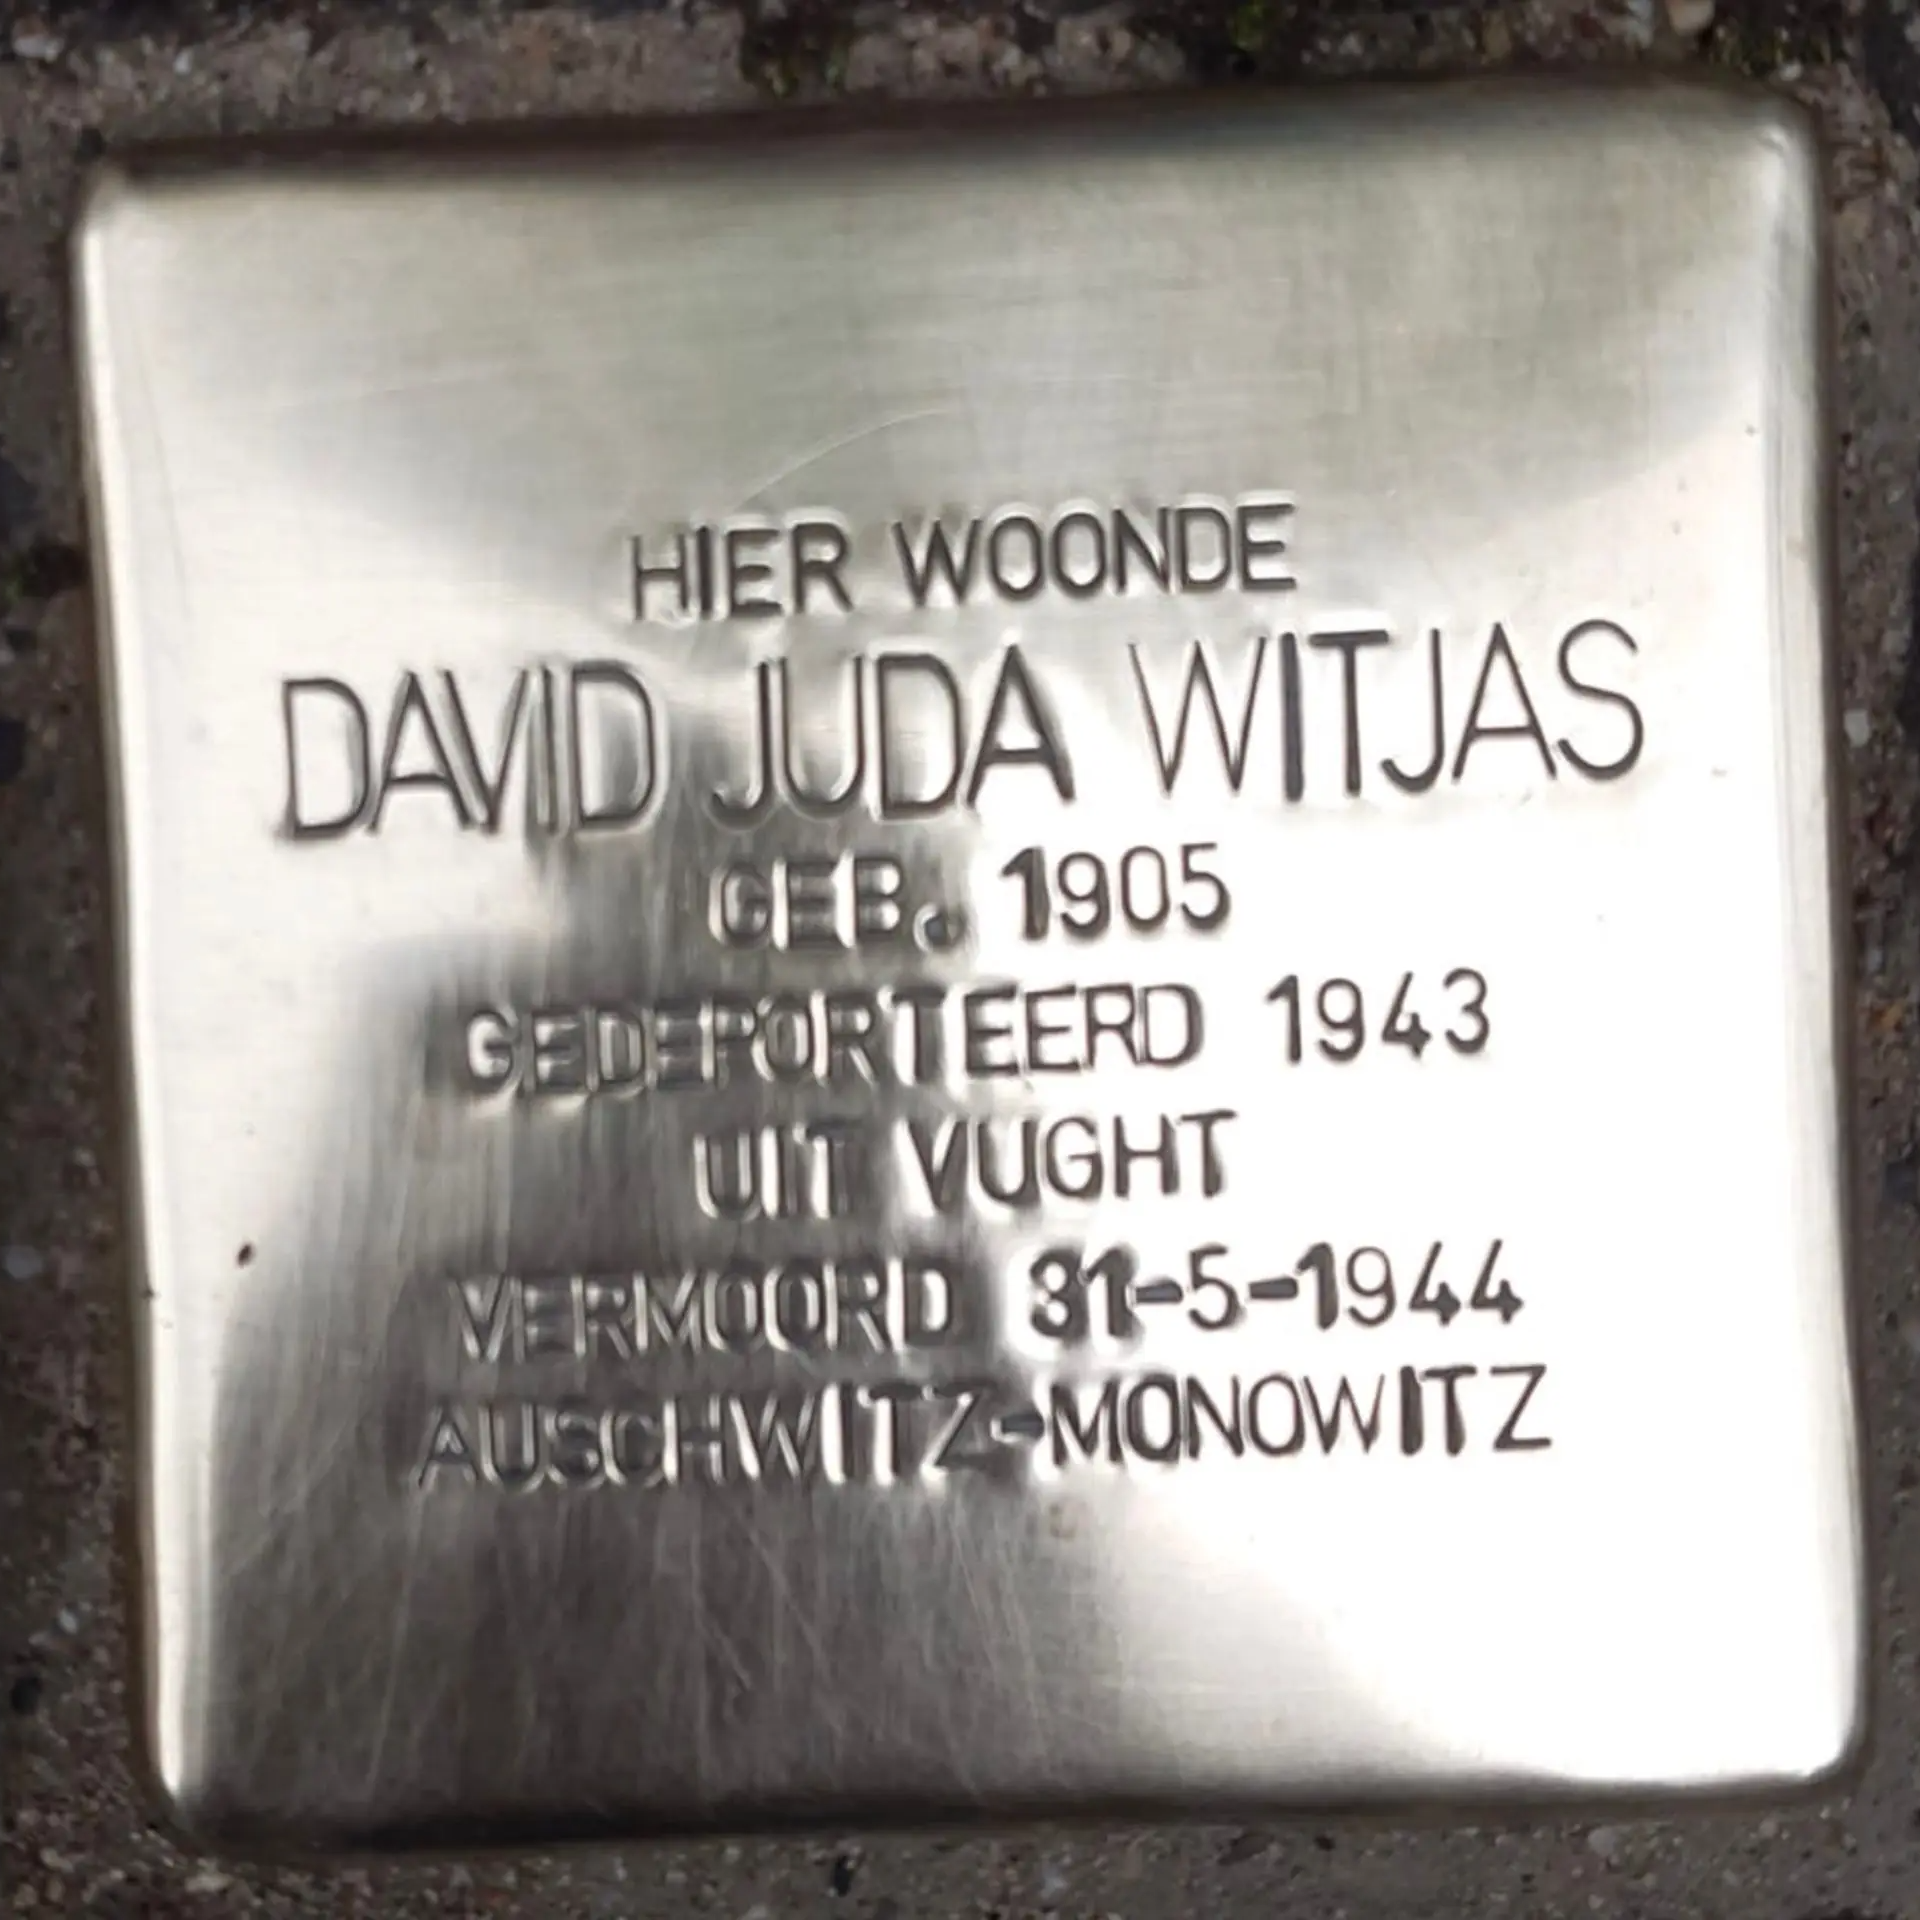 HIER WOONDE
DAVID JUDA WITJAS
GEB. 1905
GEDEPORTEERD 1943
UIT VUGHT
VERMOORD 31-5-1944
AUSCHWITZ-MONOWITZ